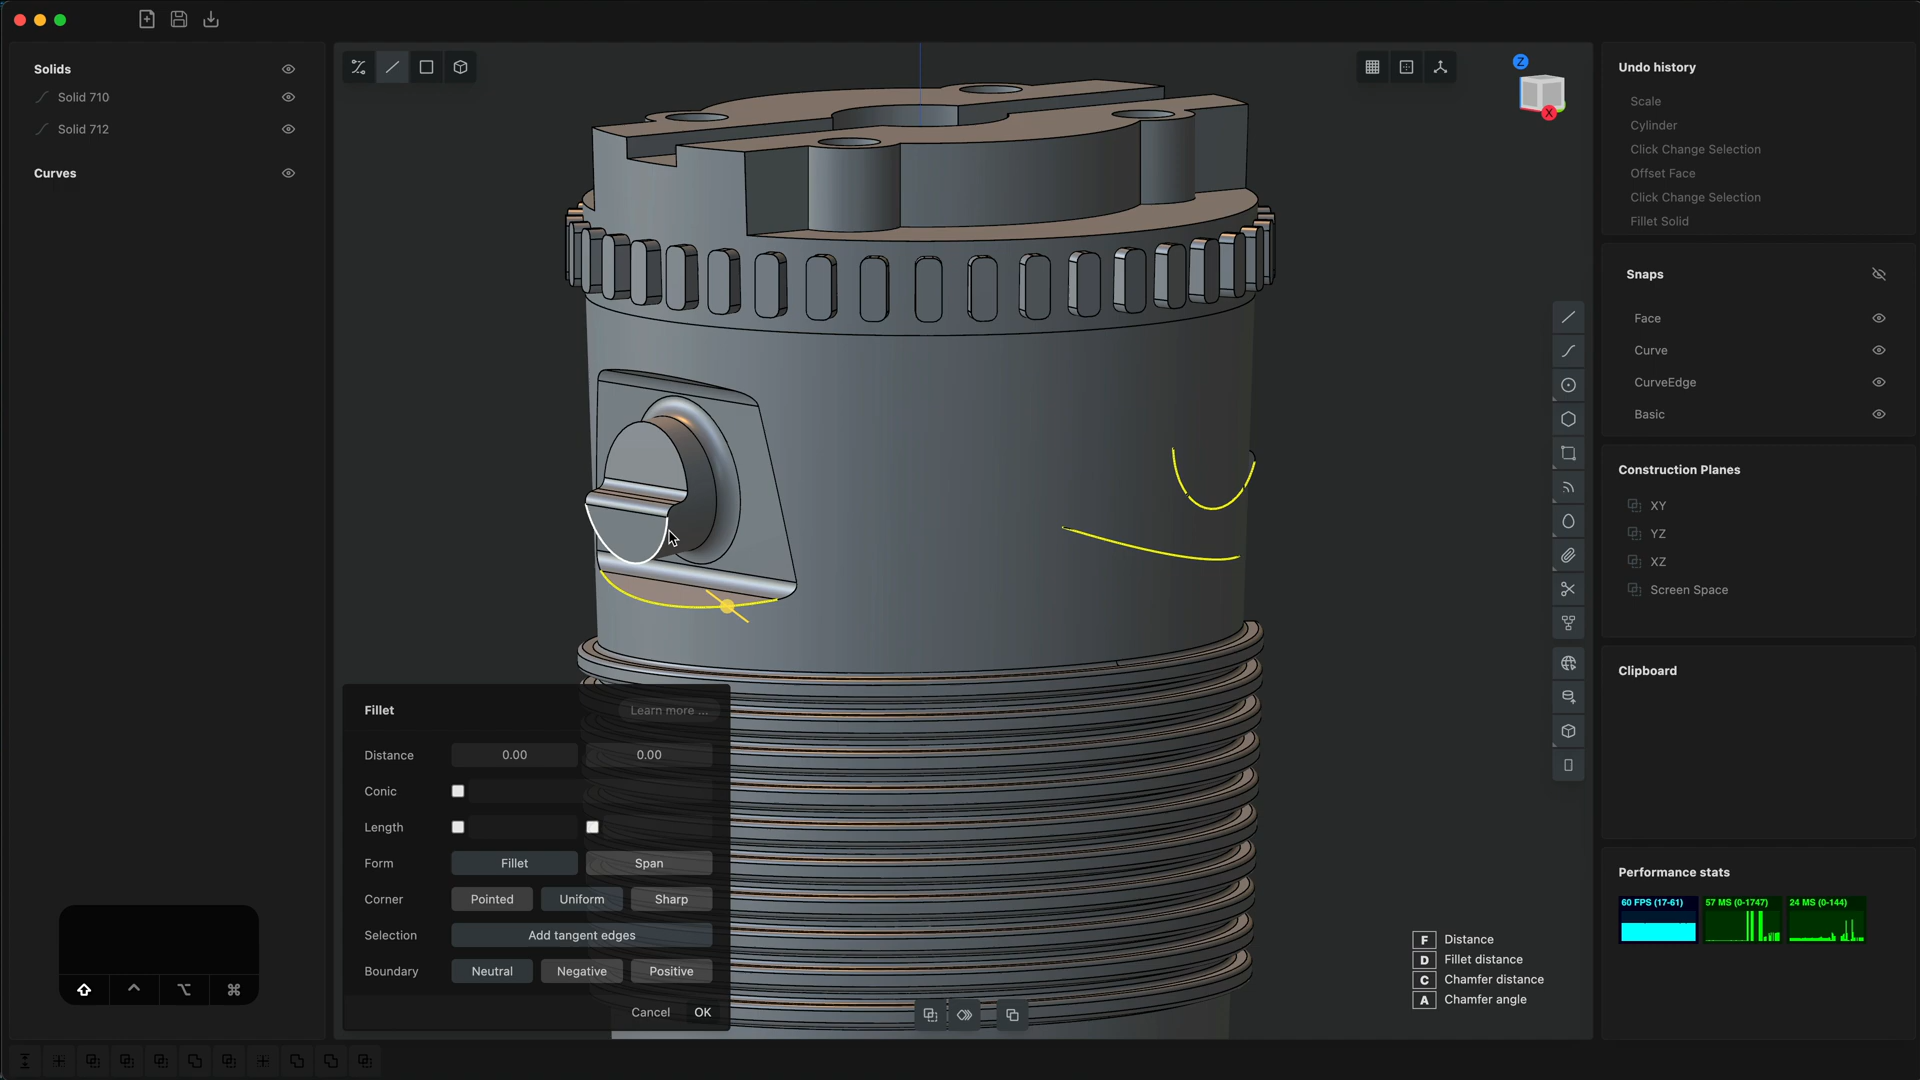 Solids
Solid 710
Solid 712
Curves
Z
X
Undo history
Scale
Cylinder
Click Change Selection
Offset Face
Click Change Selection
Fillet Solid
Snaps
Face
Curve
CurveEdge
Basic
Construction Planes
XY
YZ
XZ
Screen Space
Clipboard
Performance stats
60 FPS (17-61) 57 MS (0-1747) 24 MS (0-144)
Fillet Learn more ...
Distance 0.00 0.00
Conic
Length
Form Fillet Span
Corner Pointed Uniform Sharp
Selection Add tangent edges
Boundary Neutral Negative Positive
Cancel OK
F Distance
D Fillet distance
C Chamfer distance
A Chamfer angle